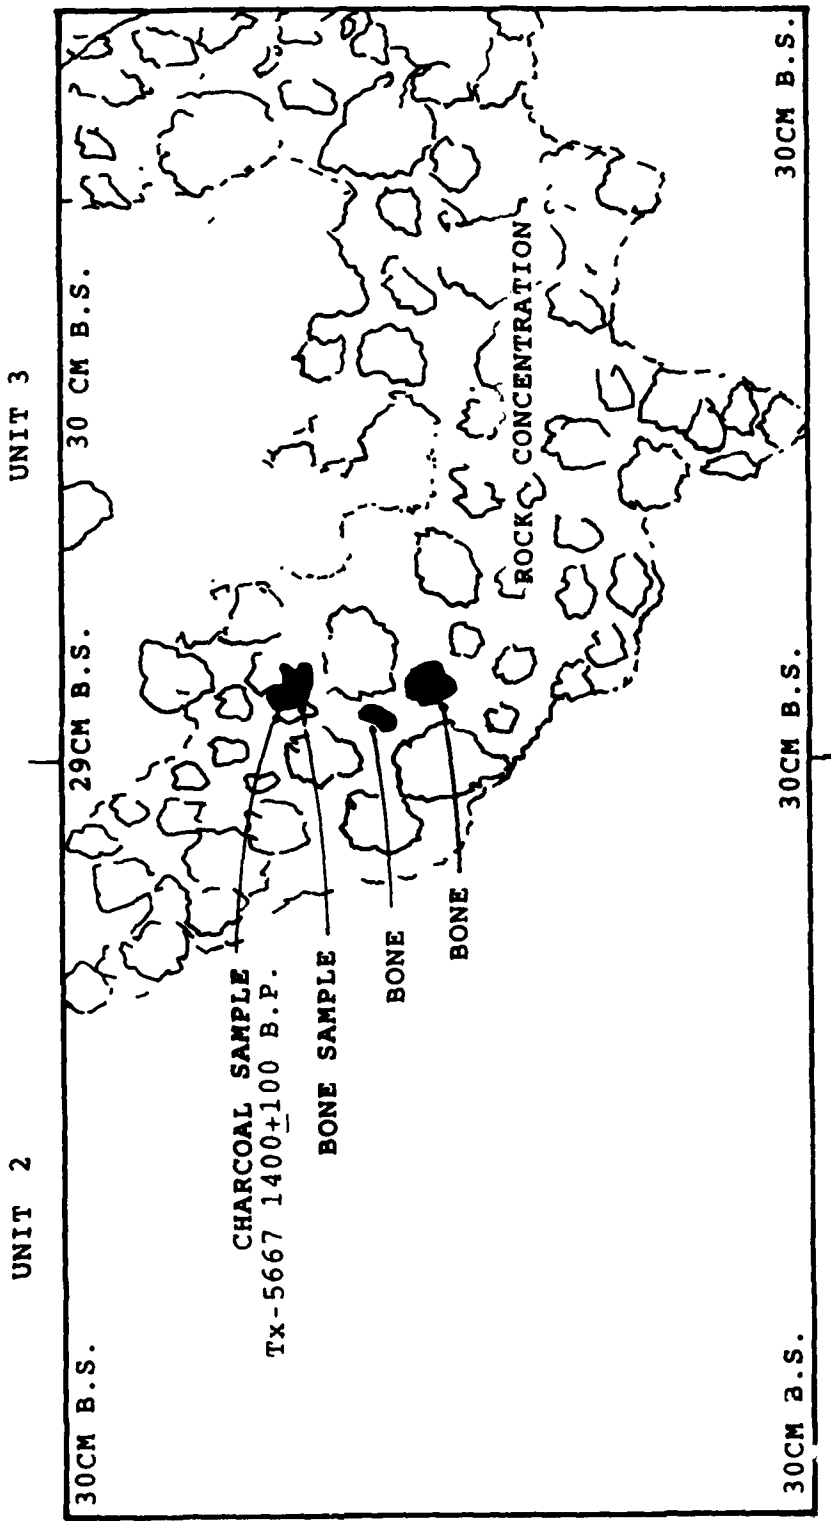 UNIT 2
UNIT 3
30CM B.S.
29CM B.S.
30 CM B.S.
CHARCOAL SAMPLE
Tx-5667 1400±100 B.P.
BONE SAMPLE
BONE
BONE
ROCK CONCENTRATION
30CM B.S.
30CM B.S.
30CM B.S.